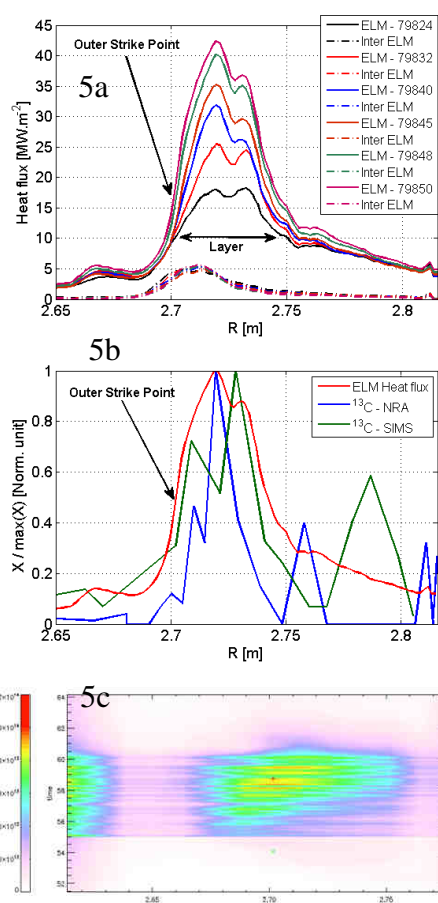 5a
Outer Strike Point
Layer
ELM - 79824
Inter ELM
ELM - 79832
Inter ELM
ELM - 79840
Inter ELM
ELM - 79845
Inter ELM
ELM - 79848
Inter ELM
ELM - 79850
Inter ELM
Heat flux [MW.m-2]
45
40
35
30
25
20
15
10
5
0
2.65
2.7
2.75
2.8
R [m]
5b
Outer Strike Point
ELM Heat flux
13C - NRA
13C - SIMS
X / max(X) [Norm. unit]
1
0.8
0.6
0.4
0.2
0
2.65
2.7
2.75
2.8
R [m]
5c
time
64
62
60
58
56
54
52
0
2.65
2.70
2.75